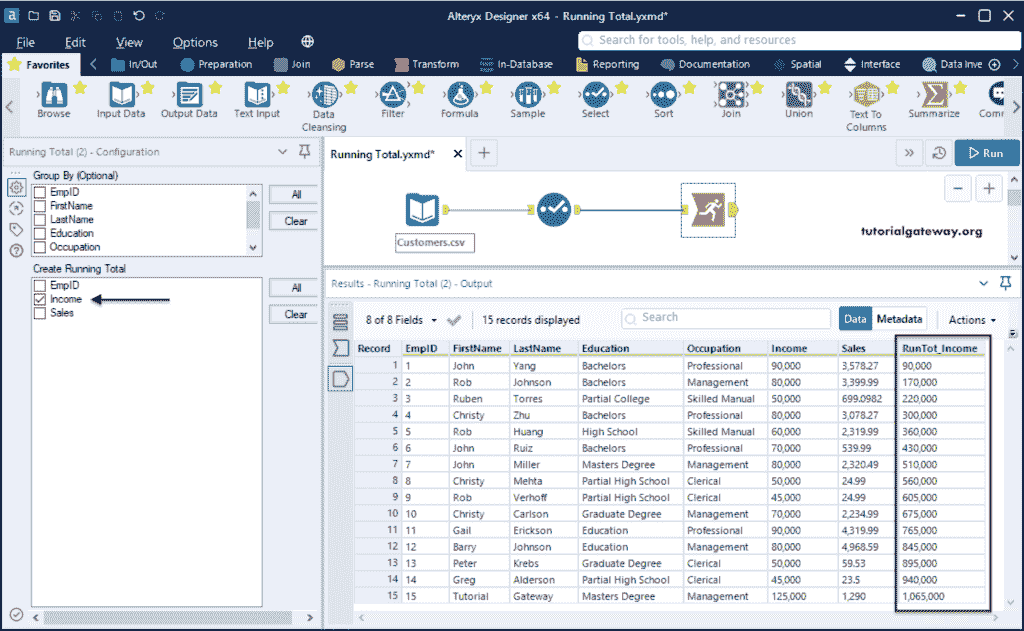 Alteryx Designer x64 - Running Total.yxmd*
File Edit View Options Help
Search for tools, help, and resources
Favorites In/Out Preparation Join Parse Transform In-Database Reporting Documentation Spatial Interface Data Inve
Browse Input Data Output Data Text Input Data Cleansing Filter Formula Sample Select Sort Join Union Text To Columns Summarize Comm
Running Total (2) - Configuration
Group By (Optional)
EmpID
FirstName
LastName
Education
Occupation
All
Clear
Create Running Total
EmpID
Income
Sales
All
Clear
Running Total.yxmd*
Run
Customers.csv
tutorialgateway.org
Results - Running Total (2) - Output
8 of 8 Fields 15 records displayed Search Data Metadata Actions
Record EmpID FirstName LastName Education Occupation Income Sales RunTot_Income
1 1 John Yang Bachelors Professional 90,000 3,578.27 90,000
2 2 Rob Johnson Bachelors Management 80,000 3,399.99 170,000
3 3 Ruben Torres Partial College Skilled Manual 50,000 699.0982 220,000
4 4 Christy Zhu Bachelors Professional 80,000 3,078.27 300,000
5 5 Rob Huang High School Skilled Manual 60,000 2,319.99 360,000
6 6 John Ruiz Bachelors Professional 70,000 539.99 430,000
7 7 John Miller Masters Degree Management 80,000 2,320.49 510,000
8 8 Christy Mehta Partial High School Clerical 50,000 24.99 560,000
9 9 Rob Verhoff Partial High School Clerical 45,000 24.99 605,000
10 10 Christy Carlson Graduate Degree Management 70,000 2,234.99 675,000
11 11 Gail Erickson Education Professional 90,000 4,319.99 765,000
12 12 Barry Johnson Education Management 80,000 4,968.59 845,000
13 13 Peter Krebs Graduate Degree Clerical 50,000 59.53 895,000
14 14 Greg Alderson Partial High School Clerical 45,000 23.5 940,000
15 15 Tutorial Gateway Masters Degree Management 125,000 1,290 1,065,000